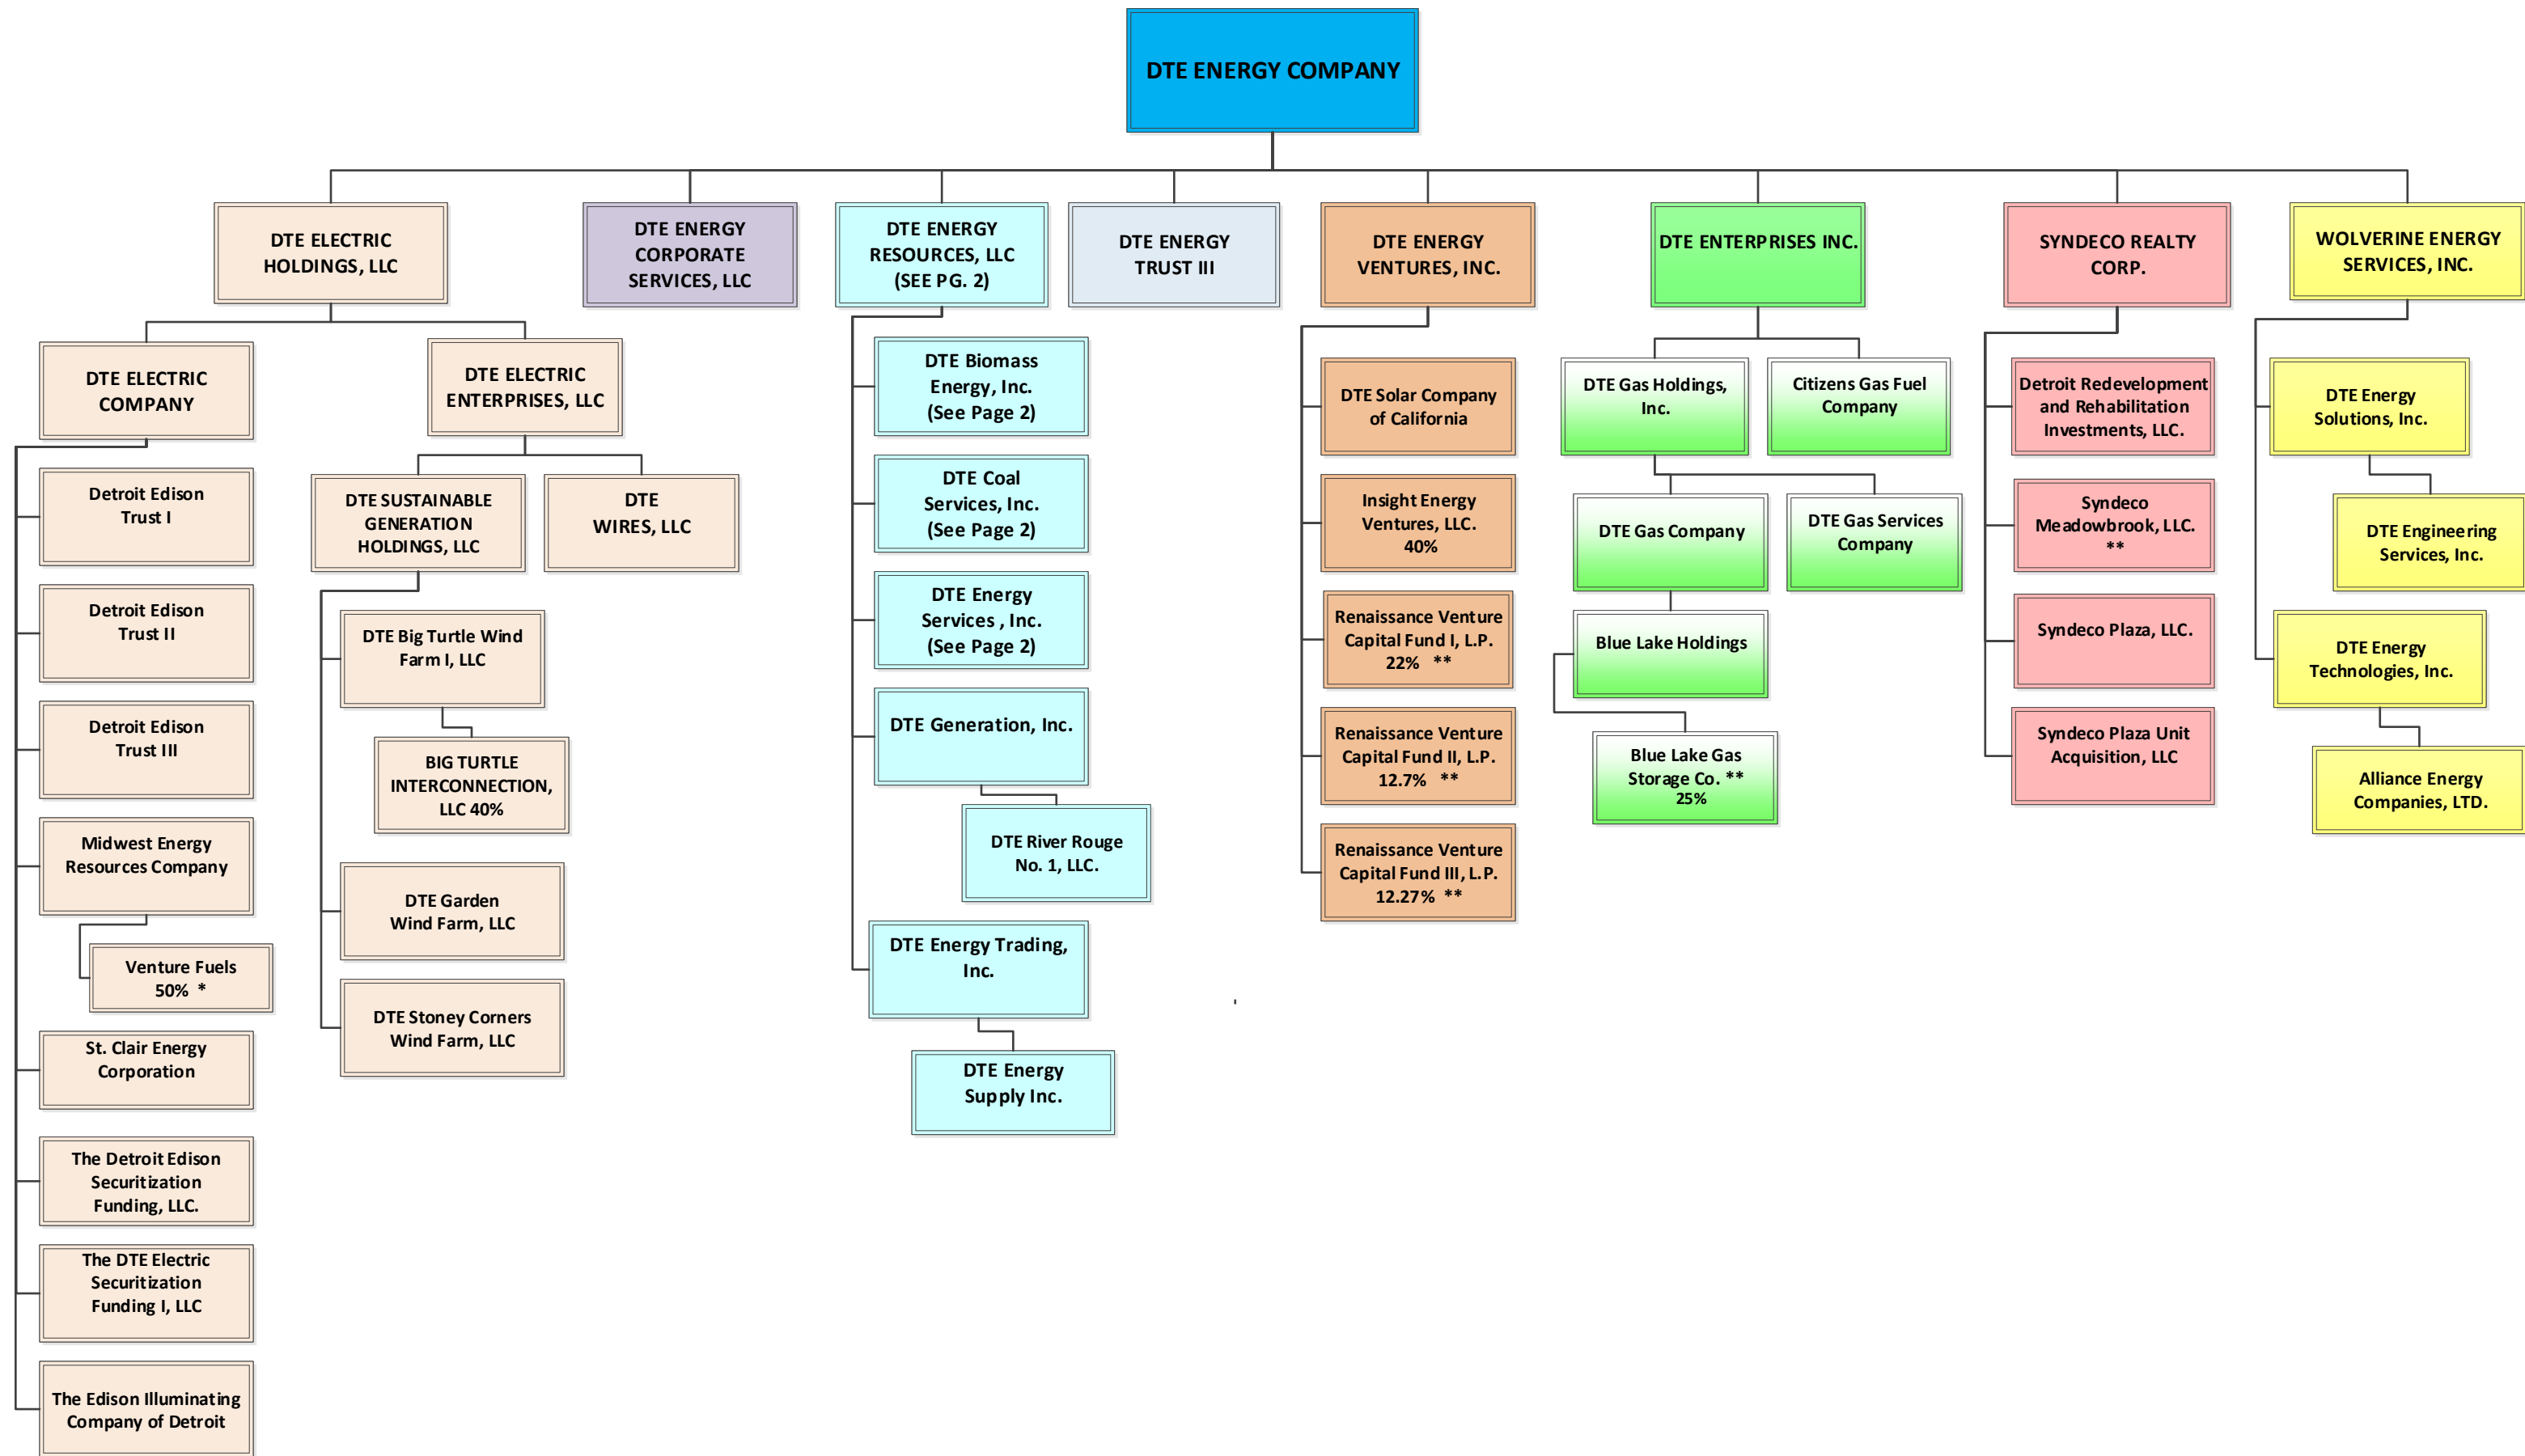 DTE ENERGY COMPANY
DTE ELECTRIC
HOLDINGS, LLC
DTE ENERGY
CORPORATE
SERVICES, LLC
DTE ENERGY
RESOURCES, LLC
(SEE PG. 2)
DTE ENERGY
TRUST III
DTE ENERGY
VENTURES, INC.
DTE ENTERPRISES INC.
SYNDECO REALTY
CORP.
WOLVERINE ENERGY
SERVICES, INC.
DTE ELECTRIC
COMPANY
DTE ELECTRIC
ENTERPRISES, LLC
Detroit Edison
Trust I
Detroit Edison
Trust II
Detroit Edison
Trust III
Midwest Energy
Resources Company
Venture Fuels
50% *
St. Clair Energy
Corporation
The Detroit Edison
Securitization
Funding, LLC.
The DTE Electric
Securitization
Funding I, LLC
The Edison Illuminating
Company of Detroit
DTE SUSTAINABLE
GENERATION
HOLDINGS, LLC
DTE
WIRES, LLC
DTE Big Turtle Wind
Farm I, LLC
BIG TURTLE
INTERCONNECTION,
LLC 40%
DTE Garden
Wind Farm, LLC
DTE Stoney Corners
Wind Farm, LLC
DTE Biomass
Energy, Inc.
(See Page 2)
DTE Coal
Services, Inc.
(See Page 2)
DTE Energy
Services , Inc.
(See Page 2)
DTE Generation, Inc.
DTE River Rouge
No. 1, LLC.
DTE Energy Trading,
Inc.
DTE Energy
Supply Inc.
DTE Solar Company
of California
Insight Energy
Ventures, LLC.
40%
Renaissance Venture
Capital Fund I, L.P.
22% **
Renaissance Venture
Capital Fund II, L.P.
12.7% **
Renaissance Venture
Capital Fund III, L.P.
12.27% **
DTE Gas Holdings,
Inc.
Citizens Gas Fuel
Company
DTE Gas Company
DTE Gas Services
Company
Blue Lake Holdings
Blue Lake Gas
Storage Co. **
25%
Detroit Redevelopment
and Rehabilitation
Investments, LLC.
Syndeco
Meadowbrook, LLC.
**
Syndeco Plaza, LLC.
Syndeco Plaza Unit
Acquisition, LLC
DTE Energy
Solutions, Inc.
DTE Engineering
Services, Inc.
DTE Energy
Technologies, Inc.
Alliance Energy
Companies, LTD.